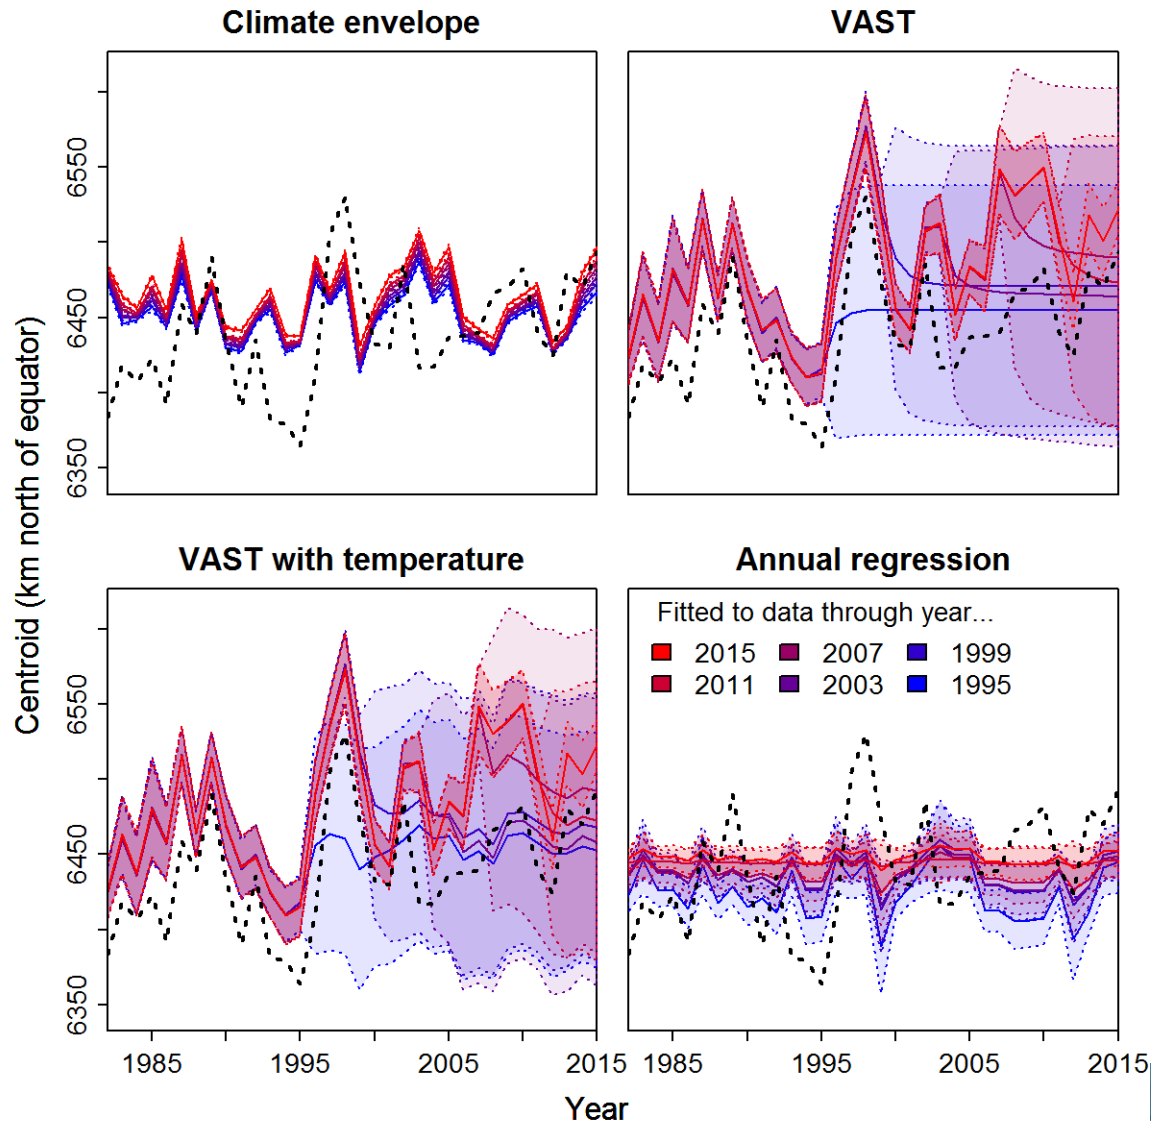 Climate envelope
VAST
6550
6450
6350
Centroid (km north of equator)
VAST with temperature
Annual regression
6550
6450
6350
Fitted to data through year...
2015 2007 1999
2011 2003 1995
1985 1995 2005 2015
1985 1995 2005 2015
Year